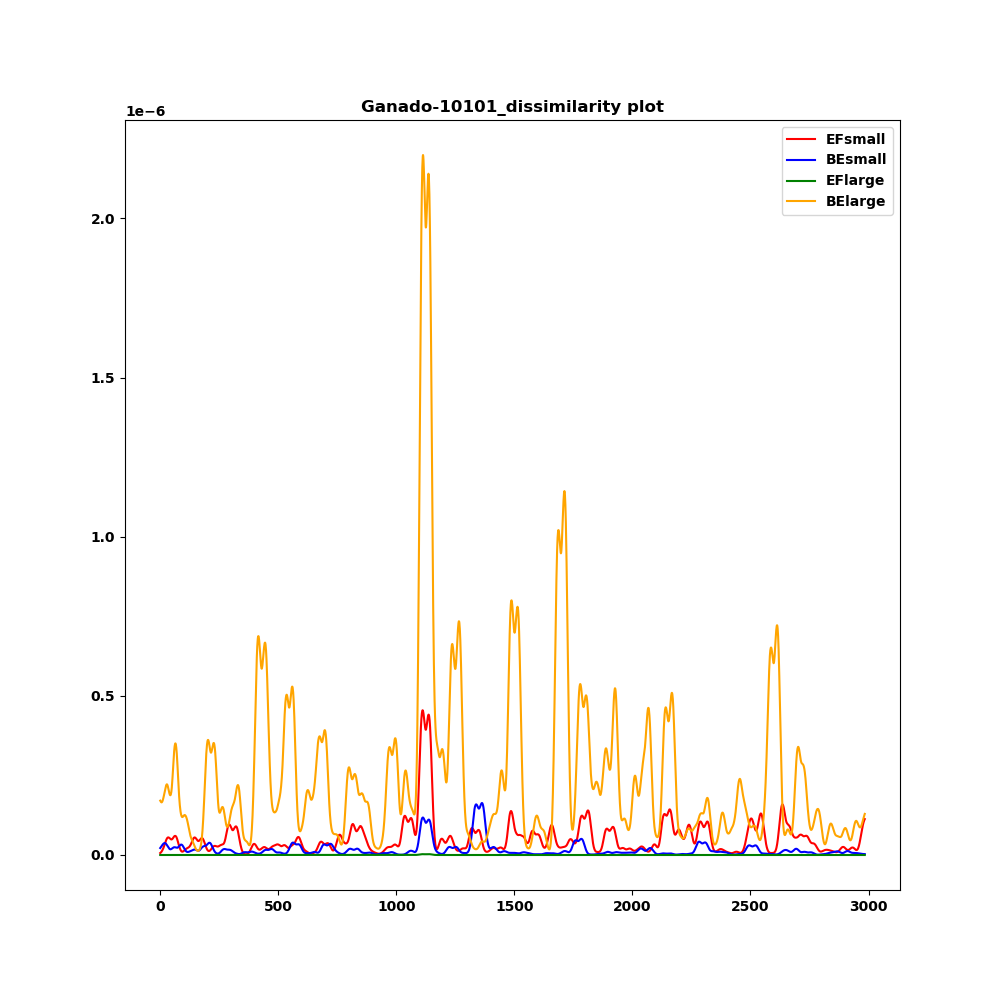 Ganado-10101_dissimilarity plot
1e−6
EFsmall
BEsmall
EFlarge
BElarge
2.0
1.5
1.0
0.5
0.0
0 500 1000 1500 2000 2500 3000